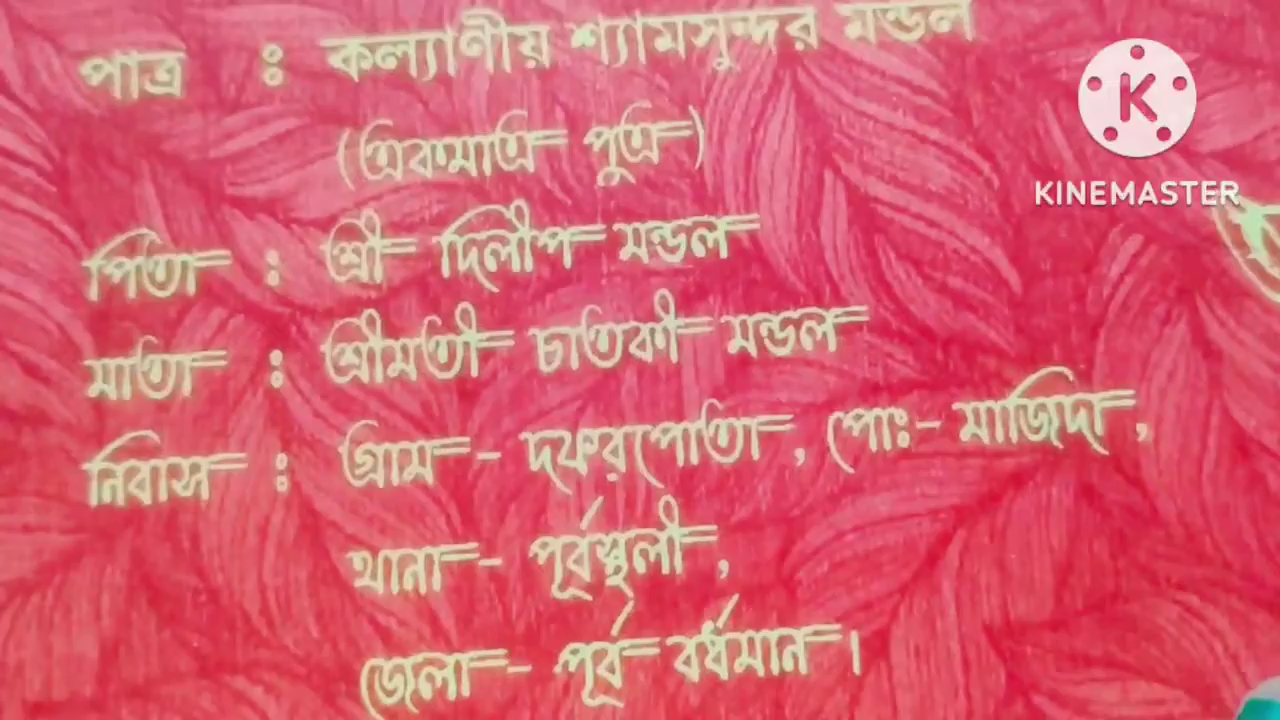 পাত্র ঃ কল্যাণীয় শ্যামসুন্দর মন্ডল
(একমাত্র পুত্র)
পিতা : শ্রী দিলীপ মন্ডল
মাতা : শ্রীমতী চাতকী মন্ডল
নিবাস : গ্রাম - দফরপোতা, পোঃ- মাজিদা,
থানা - পূর্বস্থলী,
জেলা - পূর্ব বর্ধমান।
KINEMASTER